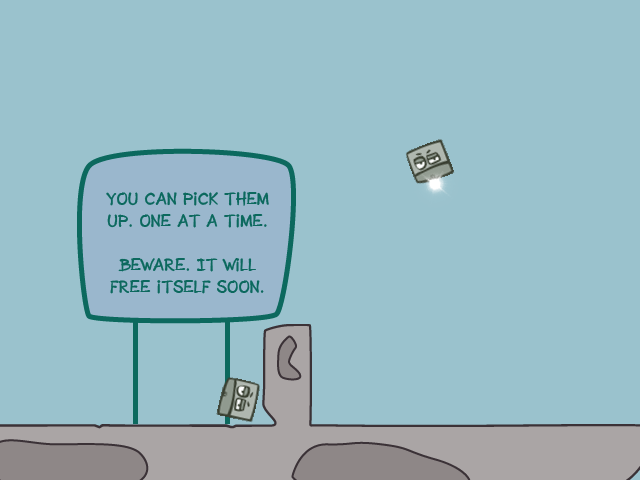 YOU CAN PICK THEM
UP. ONE AT A TIME.
BEWARE. IT WILL
FREE ITSELF SOON.